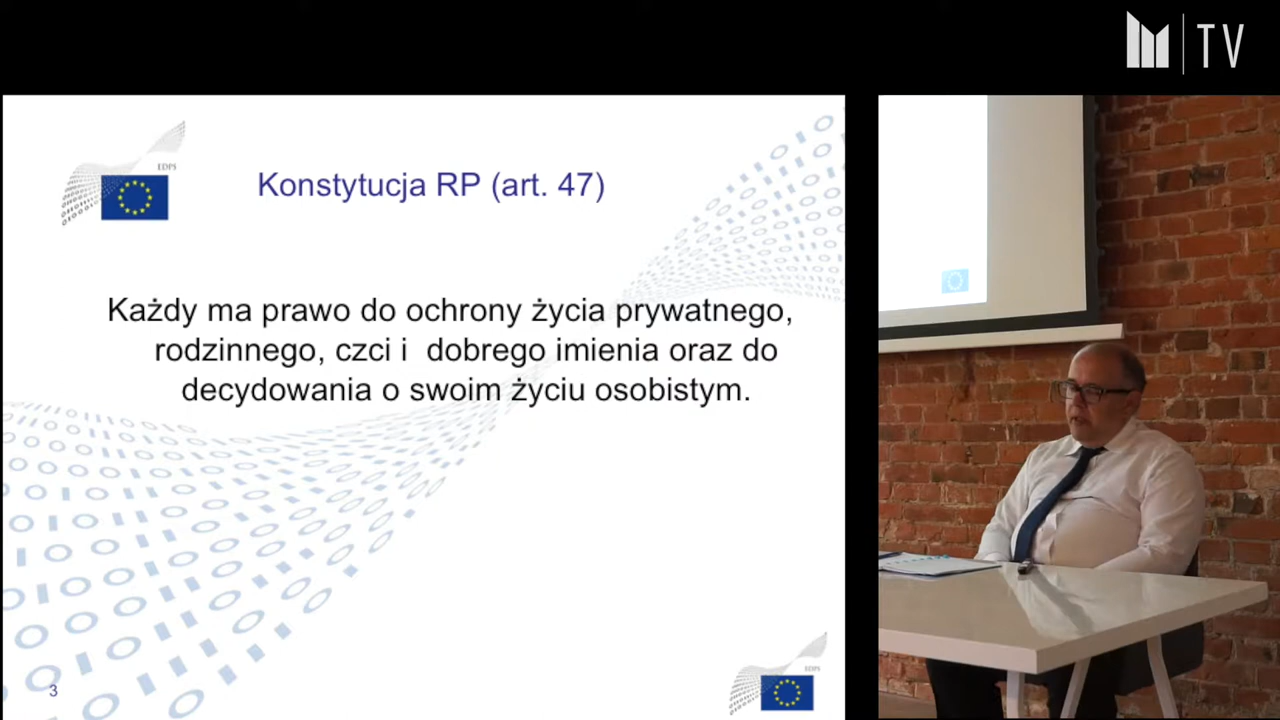 TV
EDPS
Konstytucja RP (art. 47)
Każdy ma prawo do ochrony życia prywatnego,
rodzinnego, czci i dobrego imienia oraz do
decydowania o swoim życiu osobistym.
3
EDPS